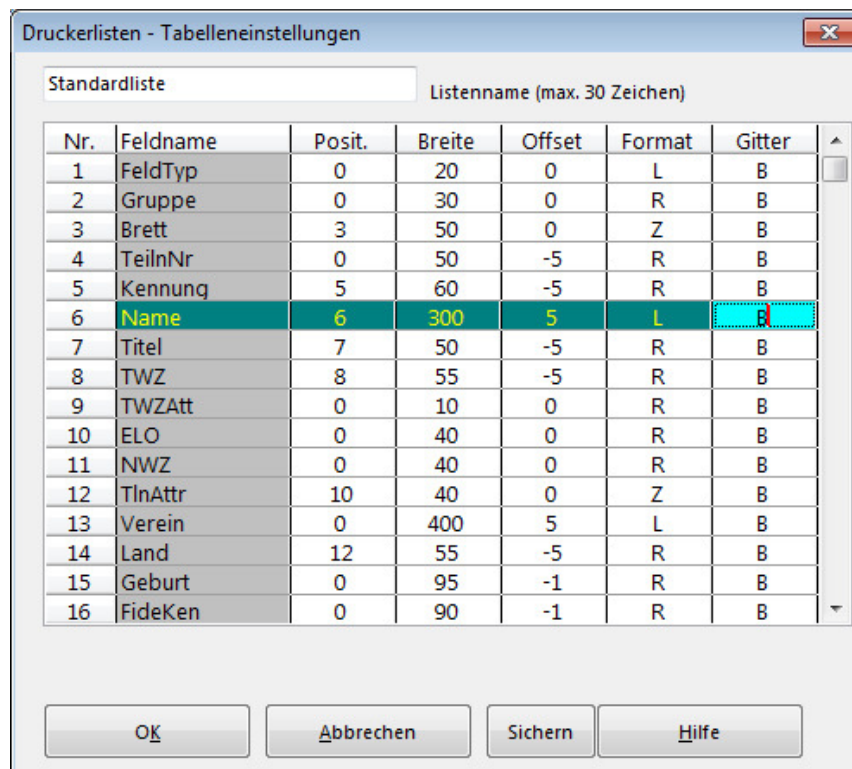 Druckerlisten - Tabelleneinstellungen
Standardliste
Listenname (max. 30 Zeichen)
Nr. Feldname Posit. Breite Offset Format Gitter
1 FeldTyp 0 20 0 L B
2 Gruppe 0 30 0 R B
3 Brett 3 50 0 Z B
4 TeilnNr 0 50 -5 R B
5 Kennung 5 60 -5 R B
6 Name 6 300 5 L B
7 Titel 7 50 -5 R B
8 TWZ 8 55 -5 R B
9 TWZAtt 0 10 0 R B
10 ELO 0 40 0 R B
11 NWZ 0 40 0 R B
12 TlnAttr 10 40 0 Z B
13 Verein 0 400 5 L B
14 Land 12 55 -5 R B
15 Geburt 0 95 -1 R B
16 FideKen 0 90 -1 R B
OK Abbrechen Sichern Hilfe